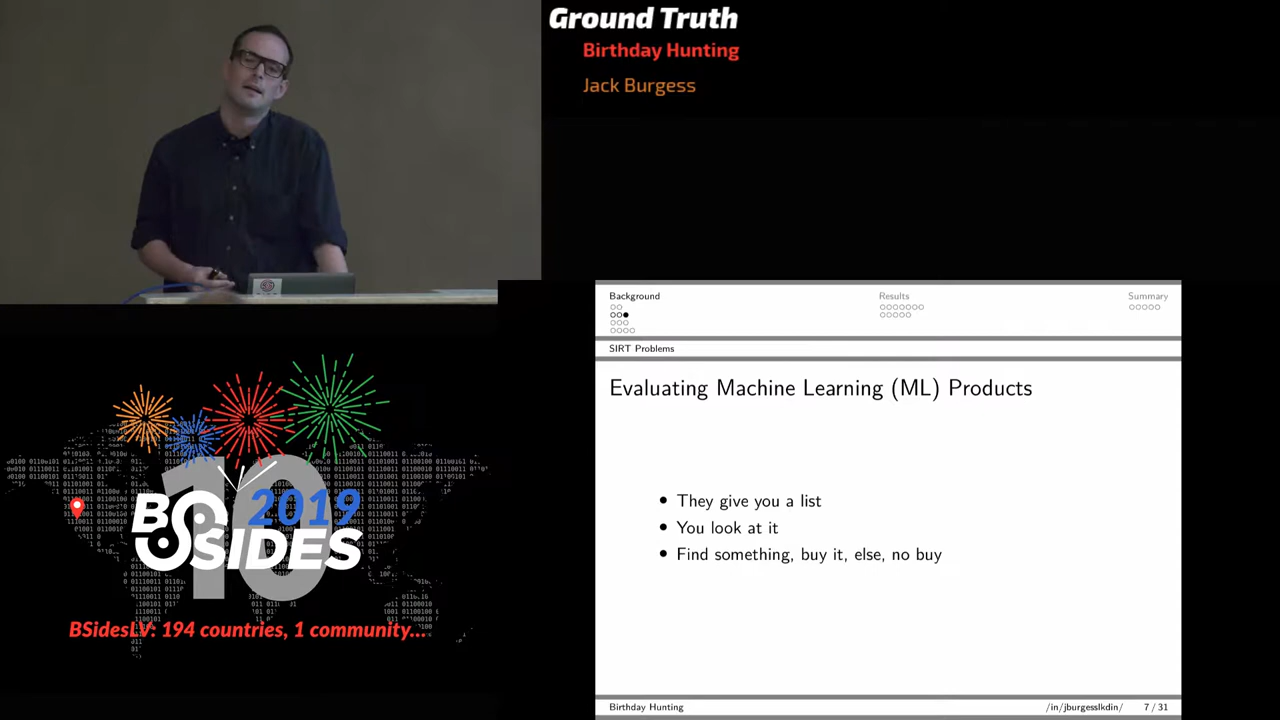 Ground Truth
Birthday Hunting
Jack Burgess
Background
Results
Summary
SIRT Problems
Evaluating Machine Learning (ML) Products
• They give you a list
• You look at it
• Find something, buy it, else, no buy
Birthday Hunting
/in/jburgesslkdin/
7 / 31
10
2019
BSIDES
BSidesLV: 194 countries, 1 community...